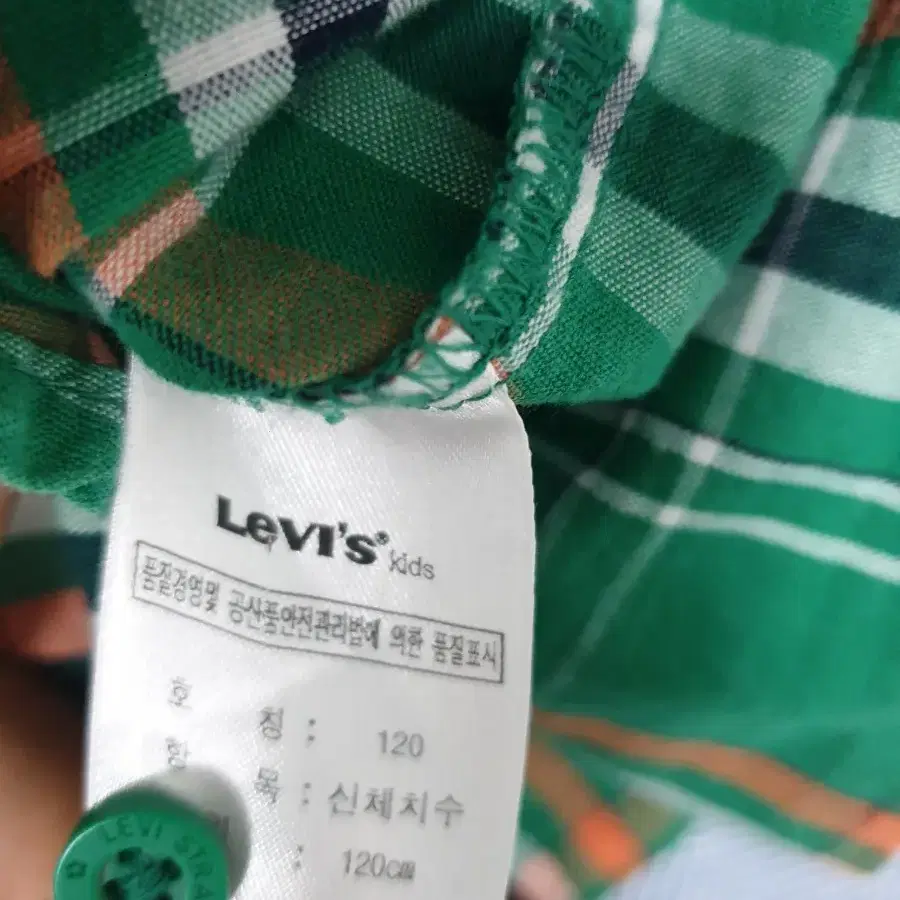 Levi's® kids
품질경영및 공산품안전관리법에 의한 품질표시
호 칭 : 120
항 목 : 신체치수
: 120㎝
LEVI STRA